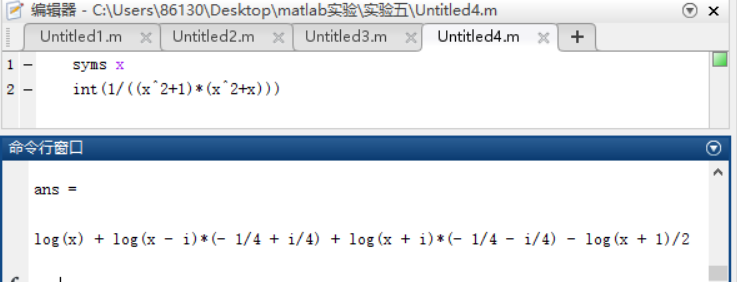 编辑器 - C:\Users\86130\Desktop\matlab实验\实验五\Untitled4.m
Untitled1.m × Untitled2.m × Untitled3.m × Untitled4.m × +
1 — syms x
2 — int(1/((x^2+1)*(x^2+x)))
命令行窗口
ans =
log(x) + log(x - i)*(- 1/4 + i/4) + log(x + i)*(- 1/4 - i/4) - log(x + 1)/2